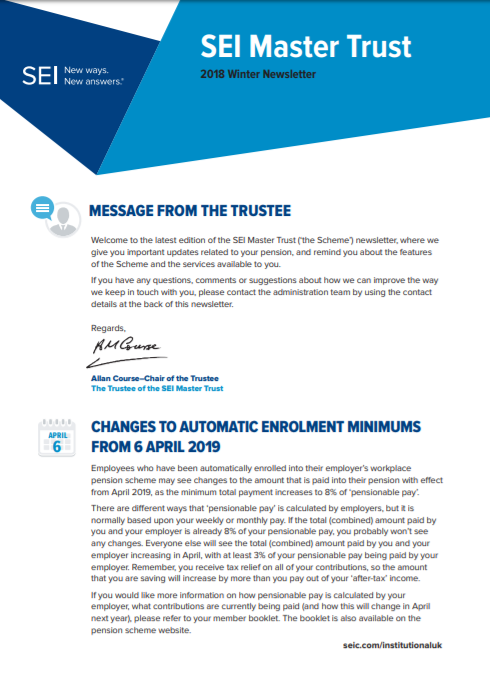 SEI New ways.
New answers.®
SEI Master Trust
2018 Winter Newsletter
MESSAGE FROM THE TRUSTEE
Welcome to the latest edition of the SEI Master Trust (‘the Scheme’) newsletter, where we
give you important updates related to your pension, and remind you about the features
of the Scheme and the services available to you.
If you have any questions, comments or suggestions about how we can improve the way
we keep in touch with you, please contact the administration team by using the contact
details at the back of this newsletter.
Regards,
AM Course
Allan Course–Chair of the Trustee
The Trustee of the SEI Master Trust
APRIL
6
CHANGES TO AUTOMATIC ENROLMENT MINIMUMS
FROM 6 APRIL 2019
Employees who have been automatically enrolled into their employer’s workplace
pension scheme may see changes to the amount that is paid into their pension with effect
from April 2019, as the minimum total payment increases to 8% of ‘pensionable pay’.
There are different ways that ‘pensionable pay’ is calculated by employers, but it is
normally based upon your weekly or monthly pay. If the total (combined) amount paid by
you and your employer is already 8% of your pensionable pay, you probably won’t see
any changes. Everyone else will see the total (combined) amount paid by you and your
employer increasing in April, with at least 3% of your pensionable pay being paid by your
employer. Remember, you receive tax relief on all of your contributions, so the amount
that you are saving will increase by more than you pay out of your ‘after-tax’ income.
If you would like more information on how pensionable pay is calculated by your
employer, what contributions are currently being paid (and how this will change in April
next year), please refer to your member booklet. The booklet is also available on the
pension scheme website.
seic.com/institutionaluk